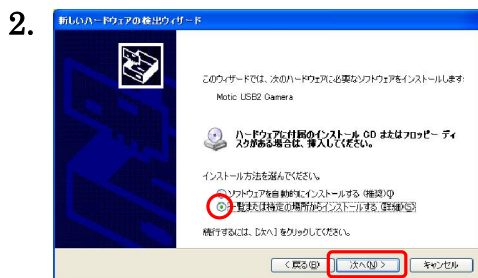 2.
新しいハードウェアの検出ウィザード
このウィザードでは、次のハードウェアに必要なソフトウェアをインストールします:
Motic USB2 Camera
ハードウェアに付属のインストール CD またはフロッピー ディ
スクがある場合は、挿入してください。
インストール方法を選んでください。
ソフトウェアを自動的にインストールする (推奨)(I)
一覧または特定の場所からインストールする (詳細)(S)
続行するには、[次へ] をクリックしてください。
< 戻る(B)
次へ(N) >
キャンセル